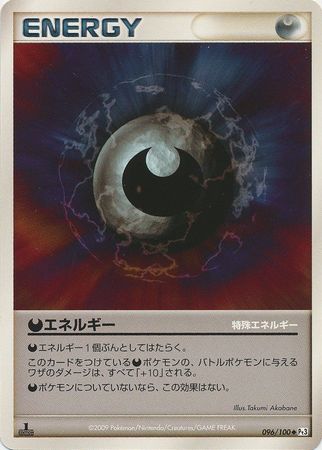 ENERGY
エネルギー
特殊エネルギー
エネルギー1個ぶんとしてはたらく。
このカードをつけているポケモンの、バトルポケモンに与える
ワザのダメージは、すべて「+10」される。
ポケモンについていないなら、この効果はない。
Illus.Takumi Akabane
1
EDITION
©2009 Pokémon/Nintendo/Creatures/GAME FREAK.
096/100 Pt3